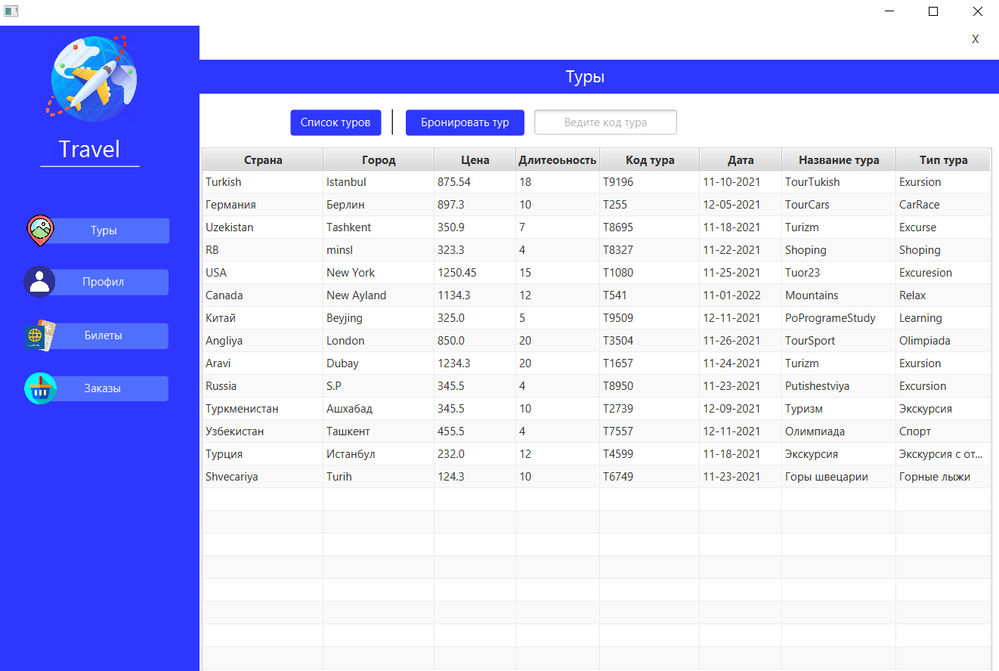 X
Travel
Туры
Профил
Билеты
Заказы
Туры
Список туров Бронировать тур Ведите код тура
Страна Город Цена Длитеоьность Код тура Дата Название тура Тип тура
Turkish Istanbul 875.54 18 T9196 11-10-2021 TourTukish Exursion
Германия Берлин 897.3 10 T255 12-05-2021 TourCars CarRace
Uzekistan Tashkent 350.9 7 T8695 11-18-2021 Turizm Excurse
RB minsl 323.3 4 T8327 11-22-2021 Shoping Shoping
USA New York 1250.45 15 T1080 11-25-2021 Tuor23 Excuresion
Canada New Ayland 1134.3 12 T541 11-01-2022 Mountains Relax
Китай Beyjing 325.0 5 T9509 12-11-2021 PoProgrameStudy Learning
Angliya London 850.0 20 T3504 11-26-2021 TourSport Olimpiada
Aravi Dubay 1234.3 20 T1657 11-24-2021 Turizm Exursion
Russia S.P 345.5 4 T8950 11-23-2021 Putishestviya Excursion
Туркменистан Ашхабад 345.5 10 T2739 12-09-2021 Туризм Экскурсия
Узбекистан Ташкент 455.5 4 T7557 12-11-2021 Олимпиада Спорт
Турция Истанбул 232.0 12 T4599 11-18-2021 Экскурсия Экскурсия с от...
Shvecariya Turih 124.3 10 T6749 11-23-2021 Горы швецарии Горные лыжи